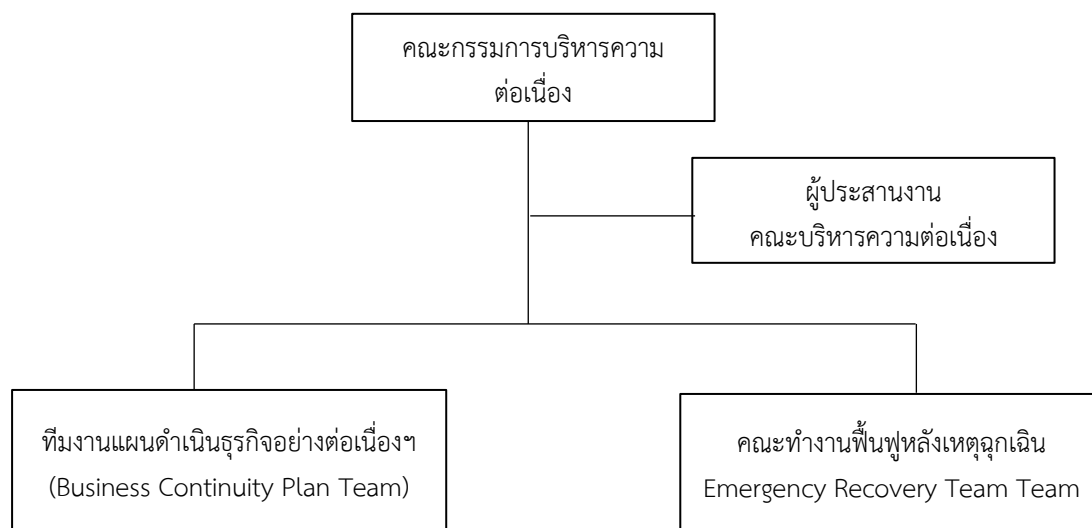 คณะกรรมการบริหารความ
ต่อเนื่อง
ผู้ประสานงาน
คณะบริหารความต่อเนื่อง
ทีมงานแผนดำเนินธุรกิจอย่างต่อเนื่องฯ
(Business Continuity Plan Team)
คณะทำงานฟื้นฟูหลังเหตุฉุกเฉิน
Emergency Recovery Team Team